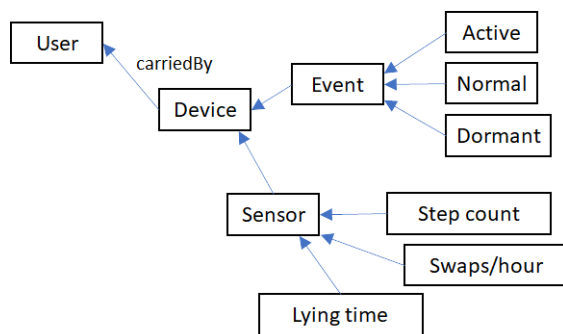 User
carriedBy
Device
Event
Active
Normal
Dormant
Sensor
Step count
Swaps/hour
Lying time